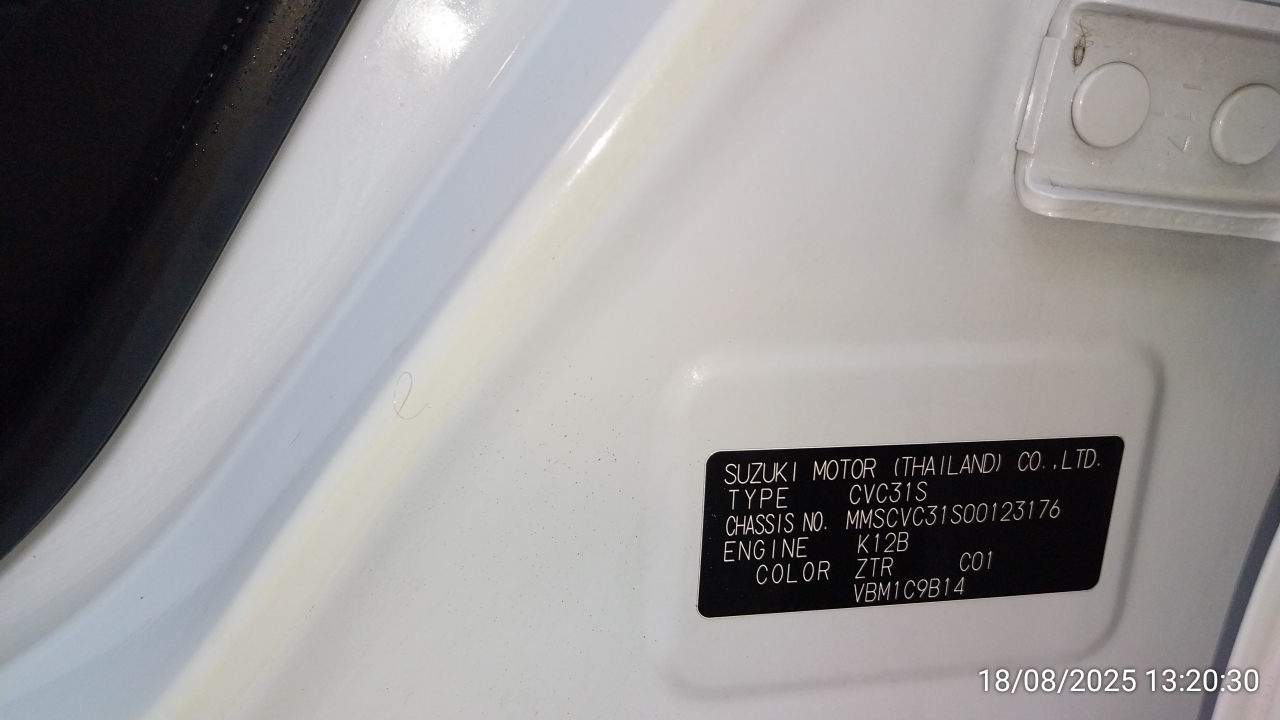 SUZUKI MOTOR (THAILAND) CO.,LTD.
TYPE CVC31S
CHASSIS NO. MMSCVC31S00123176
ENGINE K12B
COLOR ZTR C01
VBM1C9B14
18/08/2025 13:20:30